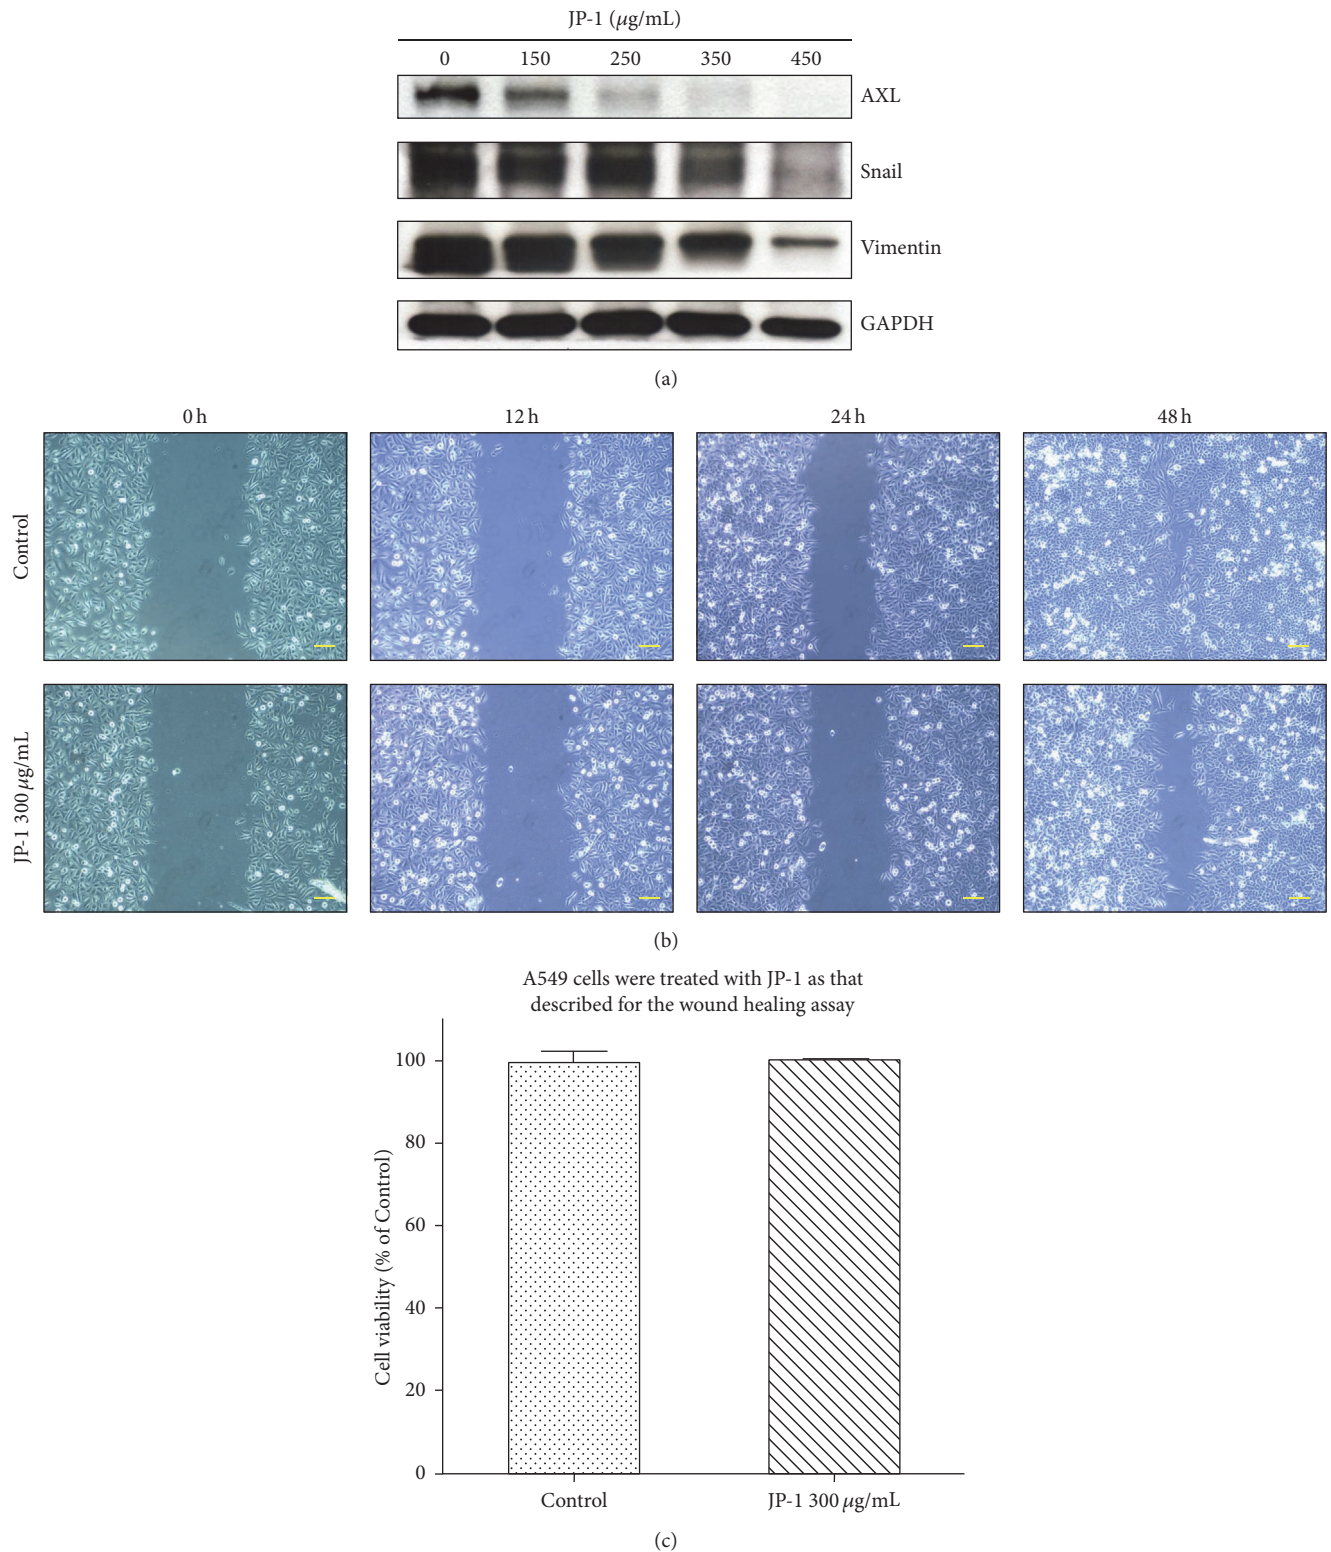 JP-1 (μg/mL)
0 150 250 350 450
AXL
Snail
Vimentin
GAPDH
(a)
0 h 12 h 24 h 48 h
Control
JP-1 300 μg/mL
(b)
A549 cells were treated with JP-1 as that
described for the wound healing assay
Cell viability (% of Control)
100
80
60
40
20
0
Control JP-1 300 μg/mL
(c)